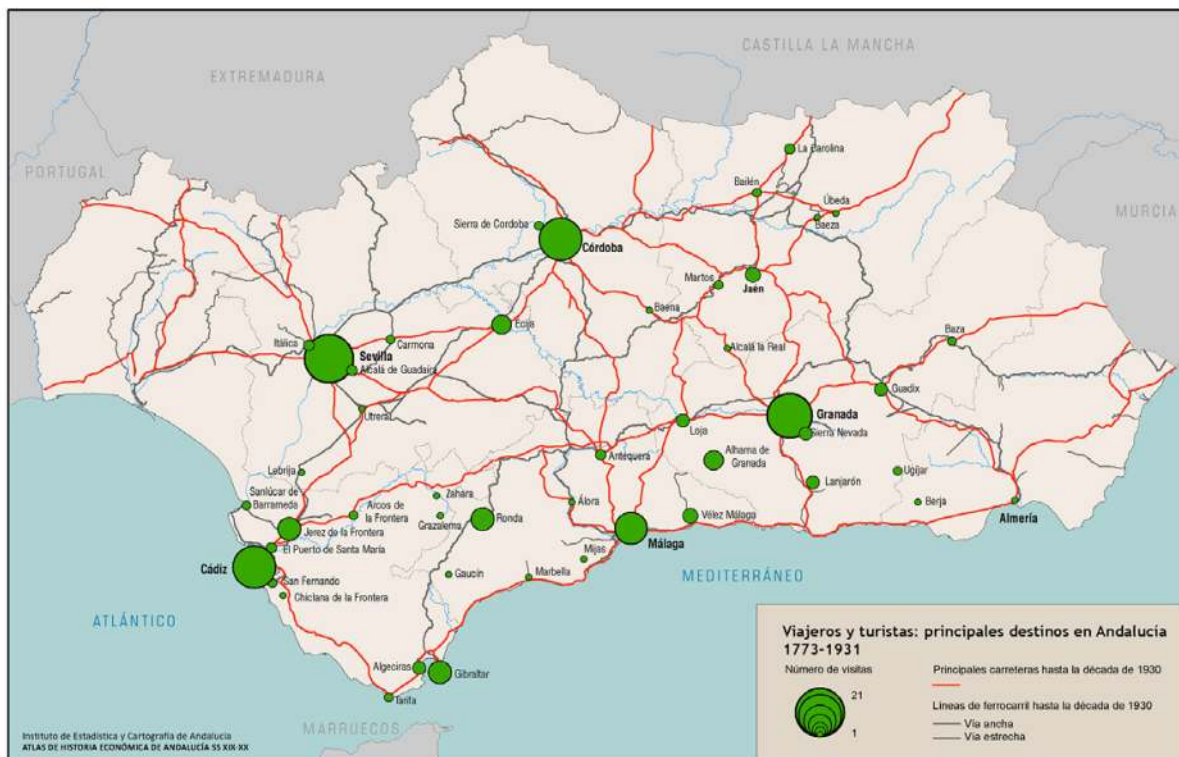 EXTREMADURA
CASTILLA LA MANCHA
PORTUGAL
MURCIA
La Carolina
Bailén
Úbeda
Baeza
Sierra de Cordoba
Córdoba
Martos
Jaén
Baena
Écija
Itálica
Sevilla
Carmona
Alcalá de Guadaira
Alcalá la Real
Baza
Guadix
Utrera
Granada
Sierra Nevada
Loja
Antequera
Alhama de
Granada
Lanjarón
Ugíjar
Berja
Almería
Lebrija
Sanlúcar de
Barrameda
Arcos de
la Frontera
Zahara
Grazalema
Ronda
Álora
Vélez Málaga
Málaga
Jerez de la Frontera
El Puerto de Santa María
Cádiz
San Fernando
Chiclana de la Frontera
Gaucín
Marbella
Mijas
MEDITERRÁNEO
ATLÁNTICO
Algeciras
Gibraltar
Tarifa
MARRUECOS
Viajeros y turistas: principales destinos en Andalucía
1773-1931
Número de visitas
21
1
Principales carreteras hasta la década de 1930
Líneas de ferrocarril hasta la década de 1930
Vía ancha
Vía estrecha
Instituto de Estadística y Cartografía de Andalucía
ATLAS DE HISTORIA ECONÓMICA DE ANDALUCÍA SS XIX-XX